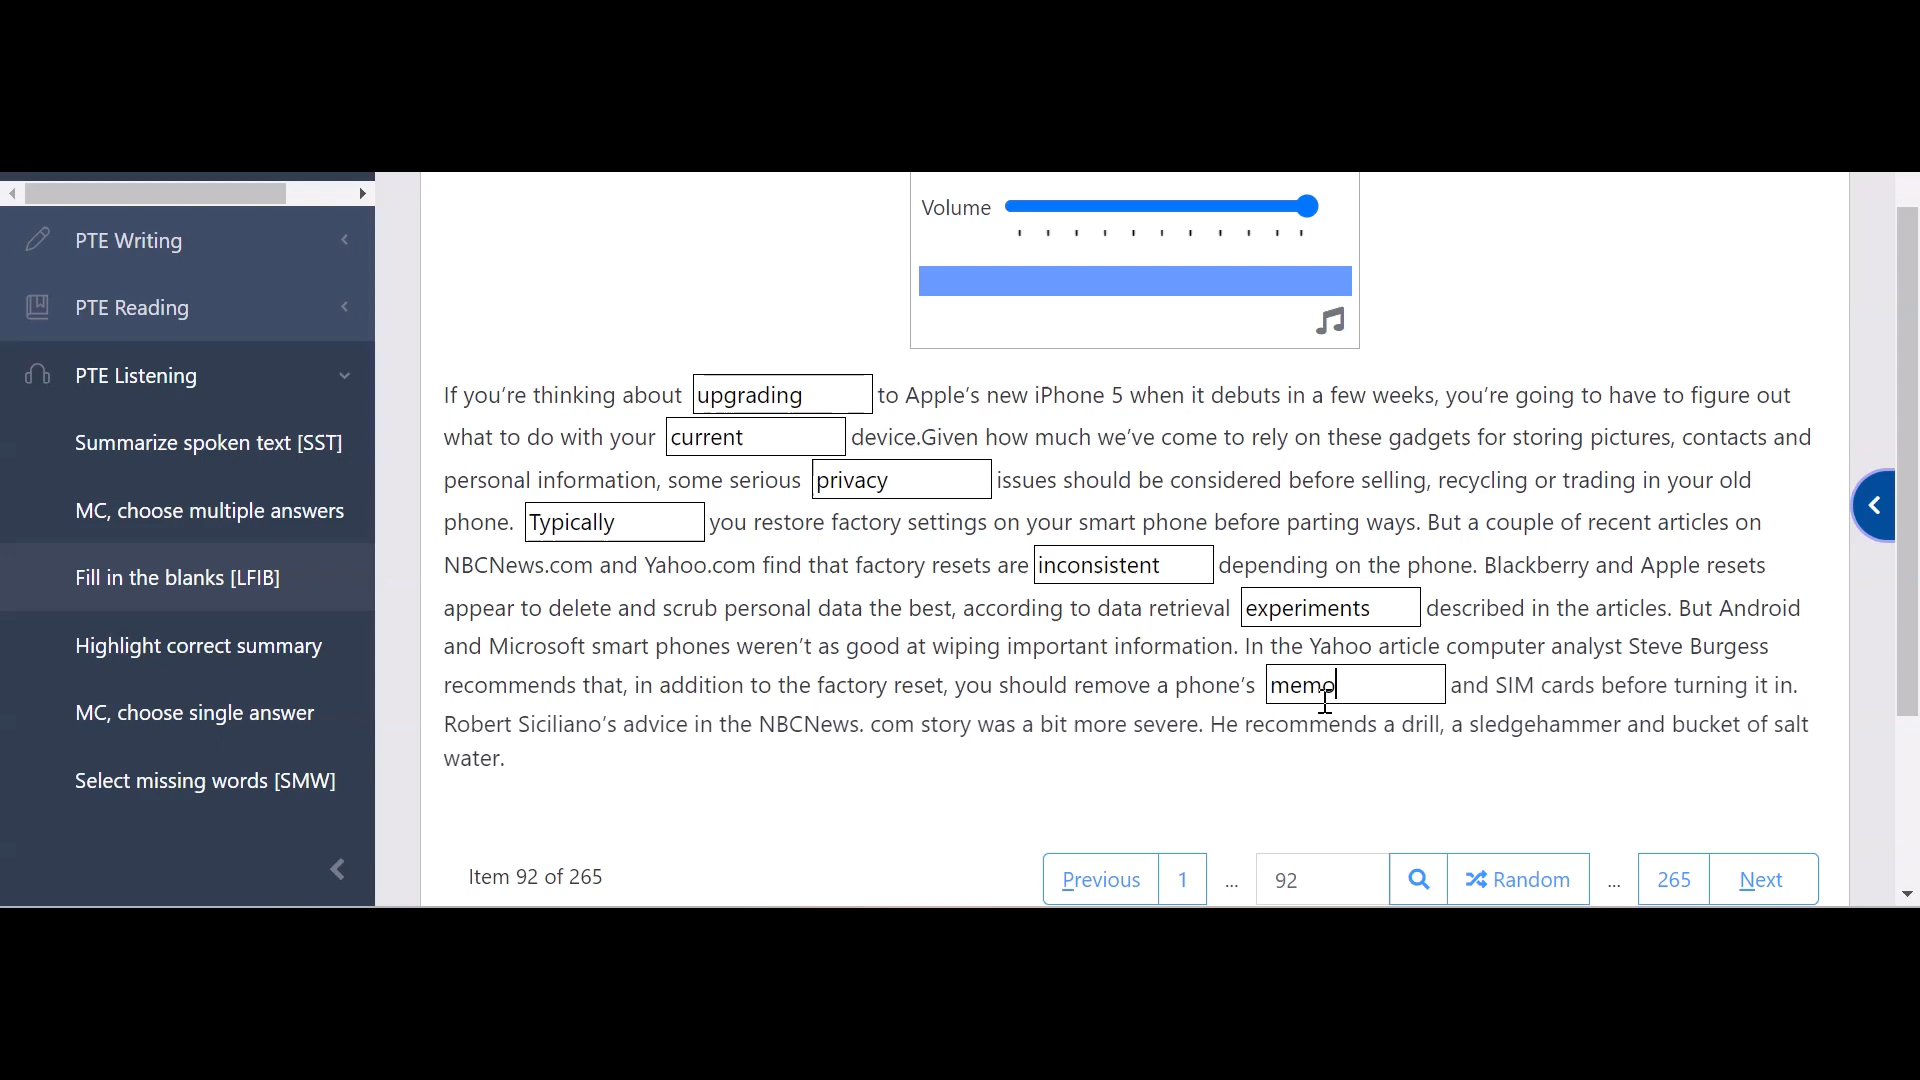 PTE Writing
PTE Reading
PTE Listening
Summarize spoken text [SST]
MC, choose multiple answers
Fill in the blanks [LFIB]
Highlight correct summary
MC, choose single answer
Select missing words [SMW]
Volume
If you're thinking about upgrading to Apple's new iPhone 5 when it debuts in a few weeks, you're going to have to figure out
what to do with your current device.Given how much we've come to rely on these gadgets for storing pictures, contacts and
personal information, some serious privacy issues should be considered before selling, recycling or trading in your old
phone. Typically you restore factory settings on your smart phone before parting ways. But a couple of recent articles on
NBCNews.com and Yahoo.com find that factory resets are inconsistent depending on the phone. Blackberry and Apple resets
appear to delete and scrub personal data the best, according to data retrieval experiments described in the articles. But Android
and Microsoft smart phones weren't as good at wiping important information. In the Yahoo article computer analyst Steve Burgess
recommends that, in addition to the factory reset, you should remove a phone's memo and SIM cards before turning it in.
Robert Siciliano's advice in the NBCNews. com story was a bit more severe. He recommends a drill, a sledgehammer and bucket of salt
water.
Item 92 of 265
Previous 1 ... 92 Random ... 265 Next